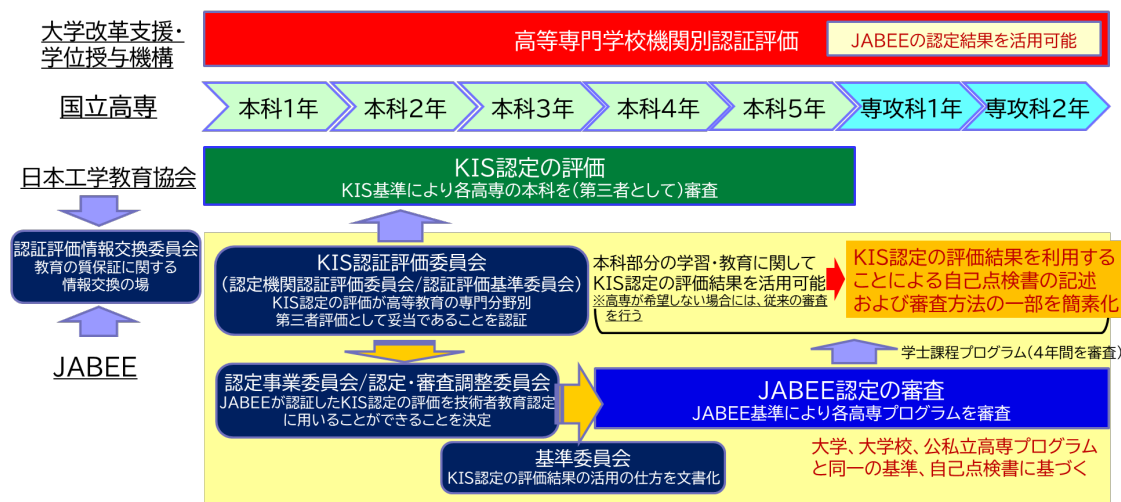 大学改革支援・
学位授与機構
高等専門学校機関別認証評価
JABEEの認定結果を活用可能
国立高専
本科1年
本科2年
本科3年
本科4年
本科5年
専攻科1年
専攻科2年
日本工学教育協会
KIS認定の評価
KIS基準により各高専の本科を(第三者として)審査
認証評価情報交換委員会
教育の質保証に関する
情報交換の場
JABEE
KIS認証評価委員会
(認定機関認証評価委員会/認証評価基準委員会)
KIS認定の評価が高等教育の専門分野別
第三者評価として妥当であることを認証
本科部分の学習・教育に関して
KIS認定の評価結果を活用可能
※高専が希望しない場合には、従来の審査
を行う
KIS認定の評価結果を利用する
ことによる自己点検書の記述
および審査方法の一部を簡素化
学士課程プログラム(4年間を審査)
認定事業委員会/認定・審査調整委員会
JABEEが認証したKIS認定の評価を技術者教育認定
に用いることができることを決定
JABEE認定の審査
JABEE基準により各高専プログラムを審査
基準委員会
KIS認定の評価結果の活用の仕方を文書化
大学、大学校、公私立高専プログラム
と同一の基準、自己点検書に基づく